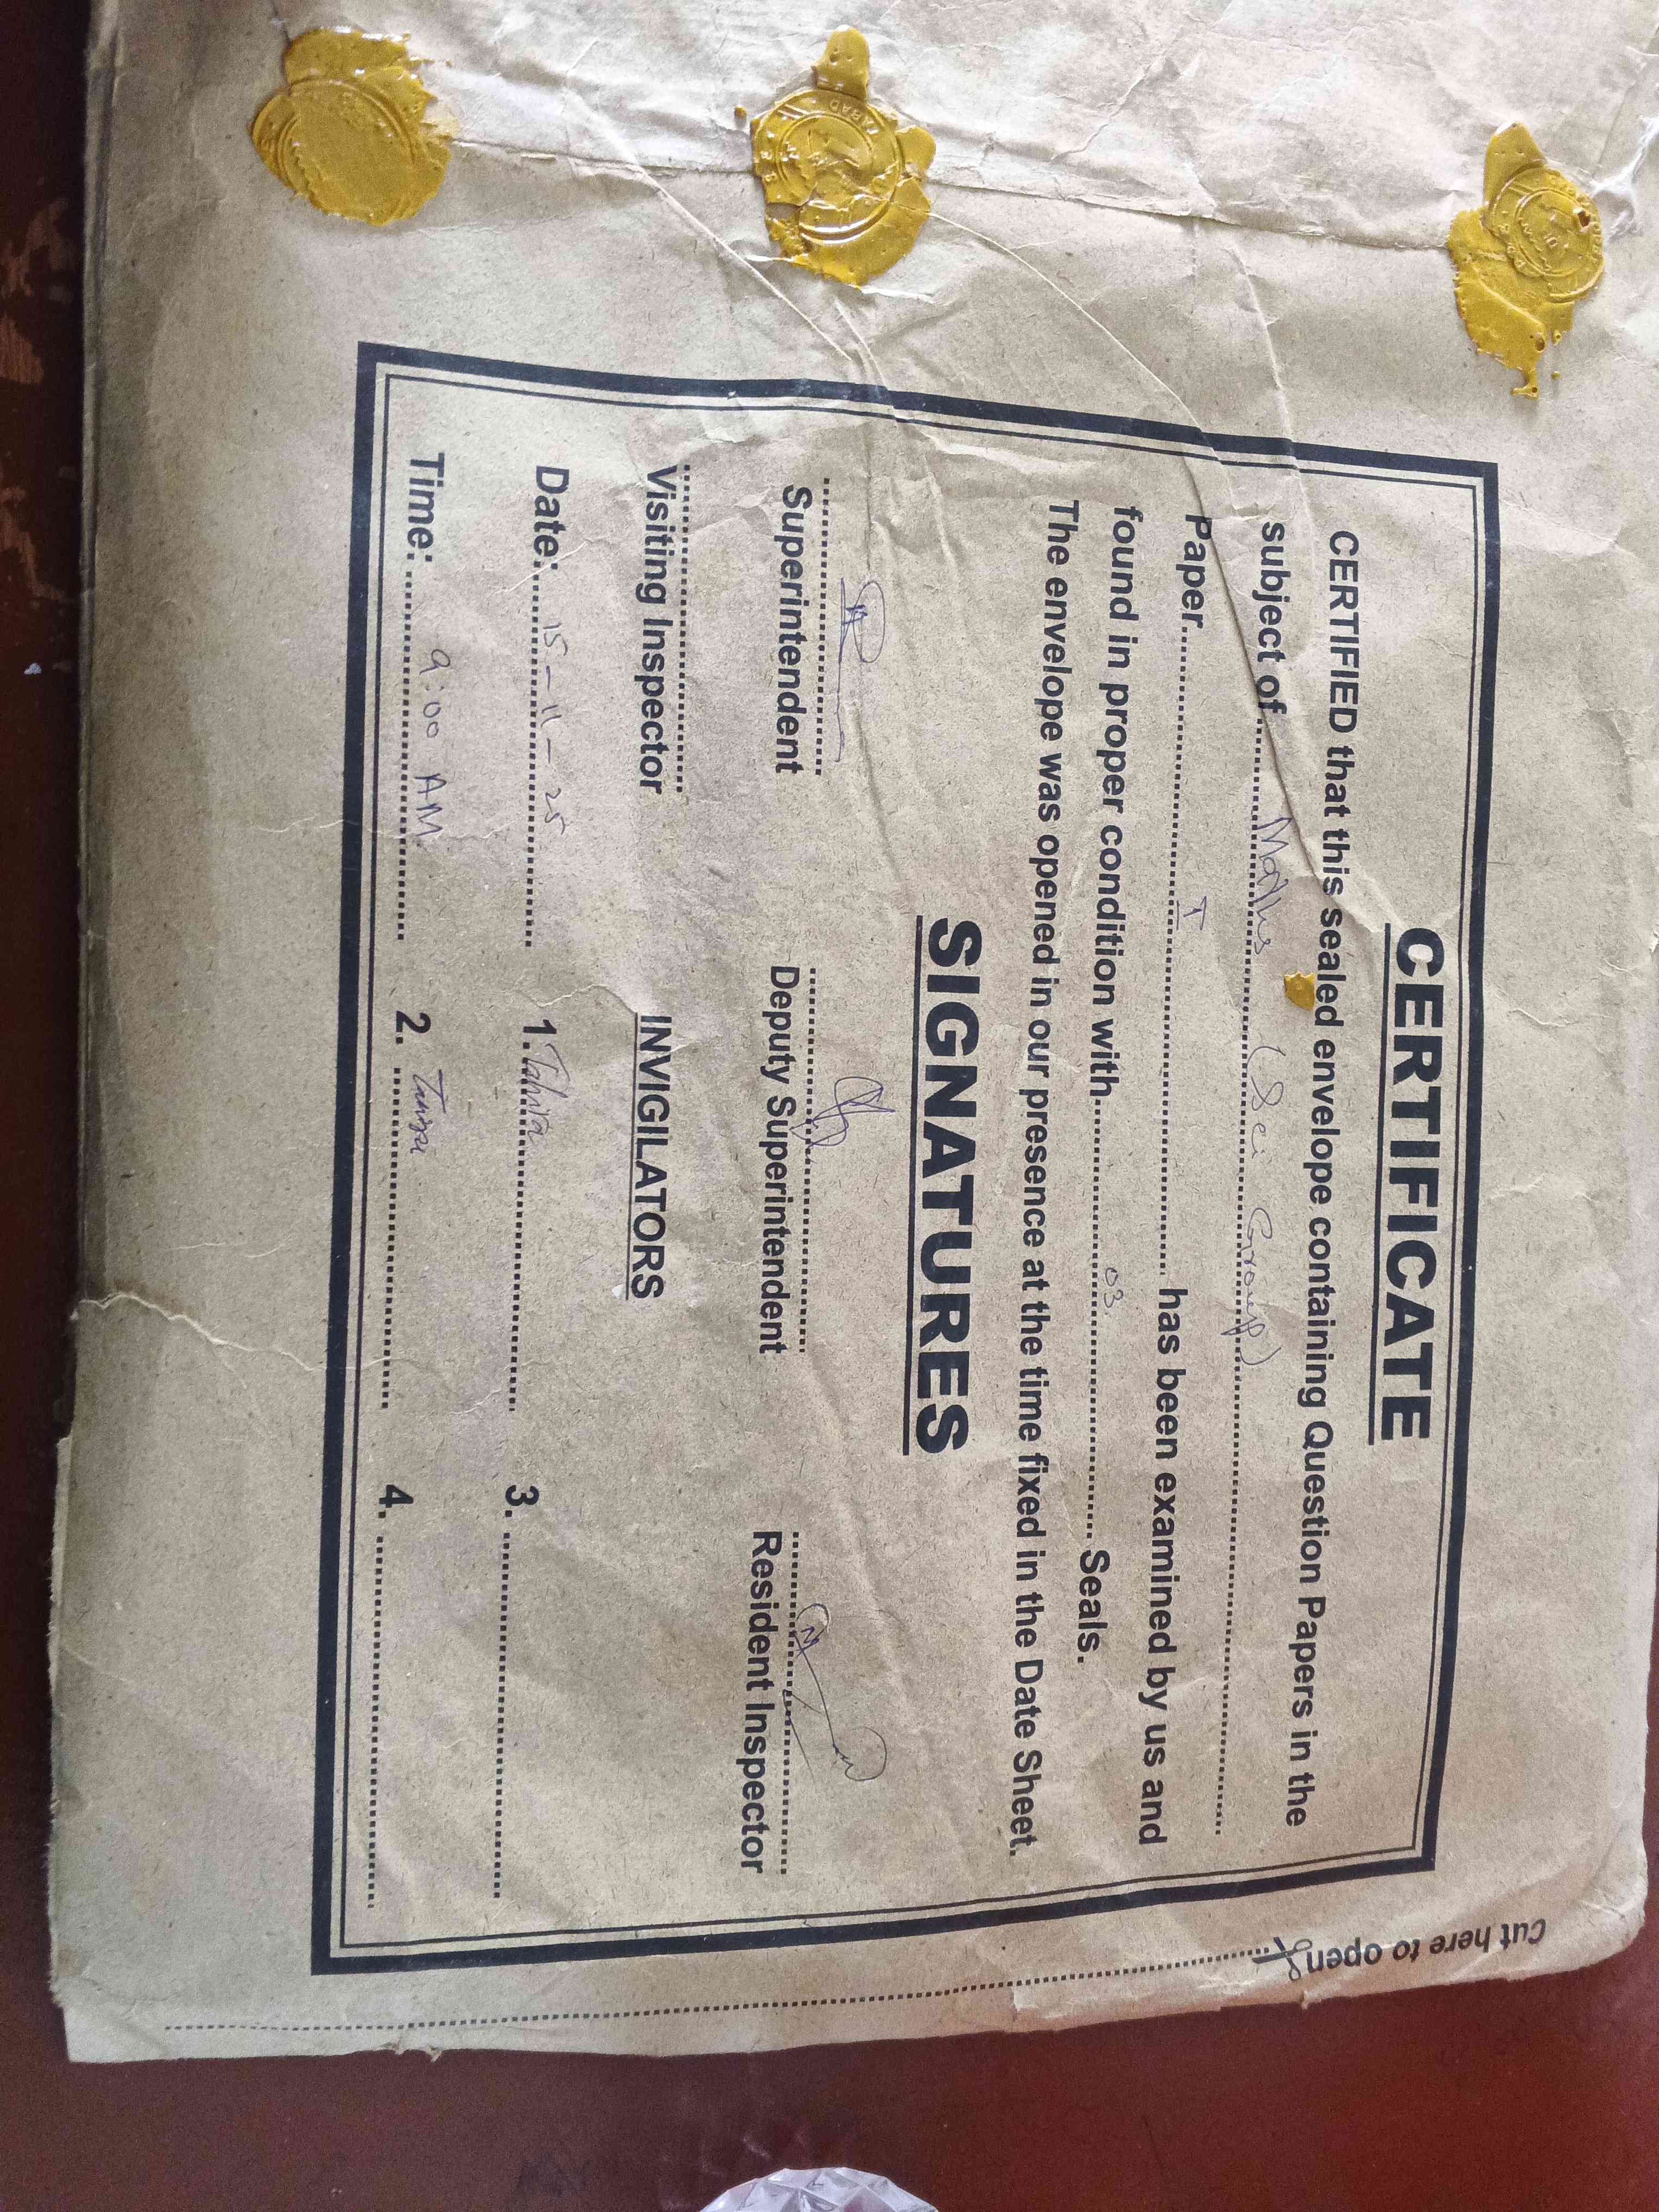 CERTIFICATE
CERTIFIED that this sealed envelope containing Question Papers in the
subject of Maths (Sci Group)
Paper I has been examined by us and
found in proper condition with 03 Seals.
The envelope was opened in our presence at the time fixed in the Date Sheet.
SIGNATURES
Superintendent Deputy Superintendent Resident Inspector
Visiting Inspector INVIGILATORS
Date: 15-11-25 1. Tahira 3.
Time: 9:00 AM 2. 4.
Cut here to open